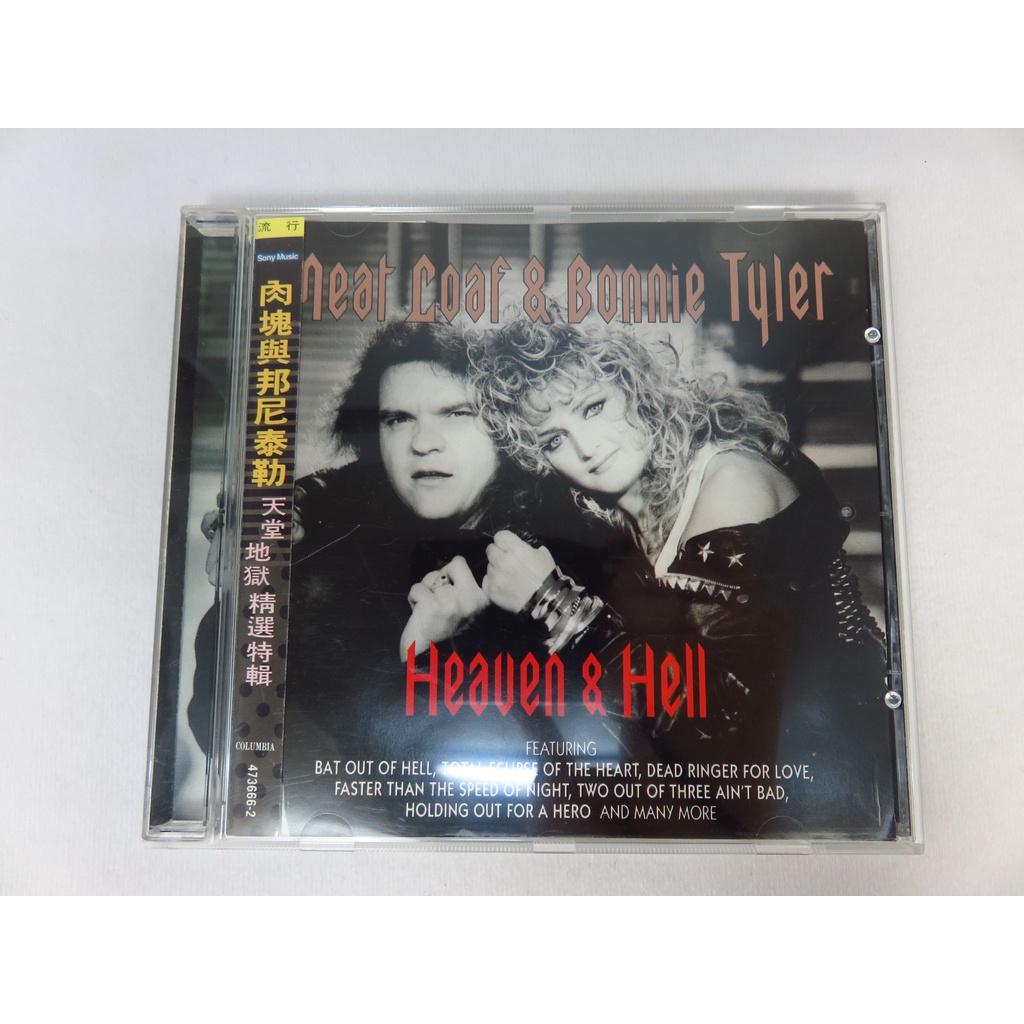 流行
Sony Music
肉塊與邦尼泰勒
天堂地獄精選特輯
COLUMBIA
473666-2
Meat Loaf & Bonnie Tyler
Heaven & Hell
FEATURING
BAT OUT OF HELL, TOTAL ECLIPSE OF THE HEART, DEAD RINGER FOR LOVE,
FASTER THAN THE SPEED OF NIGHT, TWO OUT OF THREE AIN'T BAD,
HOLDING OUT FOR A HERO AND MANY MORE